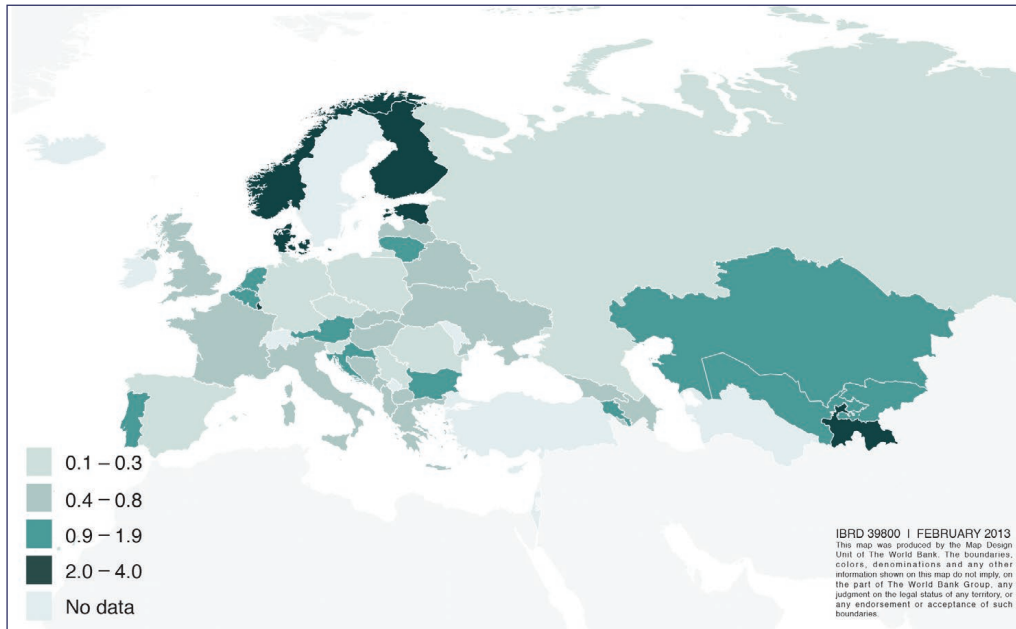 0.1 – 0.3
0.4 – 0.8
0.9 – 1.9
2.0 – 4.0
No data
IBRD 39800 | FEBRUARY 2013
This map was produced by the Map Design
Unit of The World Bank. The boundaries,
colors, denominations and any other
information shown on this map do not imply, on
the part of The World Bank Group, any
judgment on the legal status of any territory, or
any endorsement or acceptance of such
boundaries.